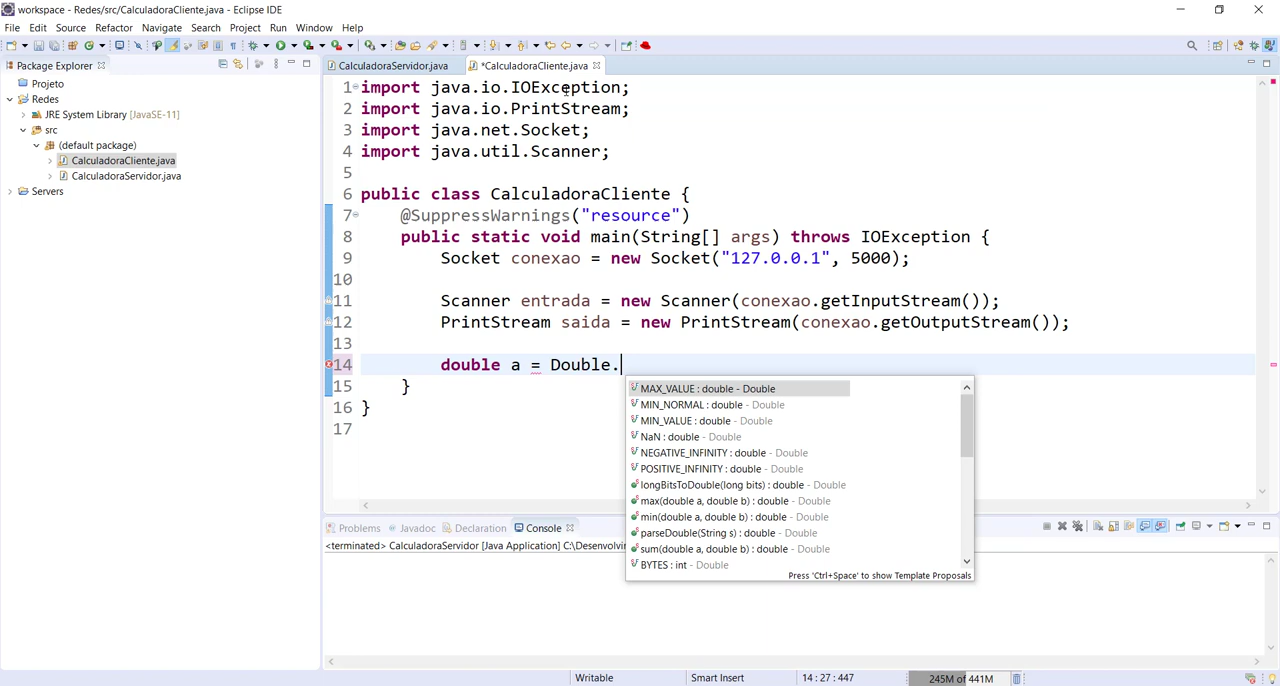 workspace - Redes/src/CalculadoraCliente.java - Eclipse IDE
File Edit Source Refactor Navigate Search Project Run Window Help
Package Explorer
Projeto
Redes
JRE System Library [JavaSE-11]
src
(default package)
CalculadoraCliente.java
CalculadoraServidor.java
Servers
CalculadoraServidor.java *CalculadoraCliente.java
1 import java.io.IOException;
2 import java.io.PrintStream;
3 import java.net.Socket;
4 import java.util.Scanner;
5
6 public class CalculadoraCliente {
7 @SuppressWarnings("resource")
8 public static void main(String[] args) throws IOException {
9 Socket conexao = new Socket("127.0.0.1", 5000);
10
11 Scanner entrada = new Scanner(conexao.getInputStream());
12 PrintStream saida = new PrintStream(conexao.getOutputStream());
13
14 double a = Double.
15 }
16 }
17
MAX_VALUE : double - Double
MIN_NORMAL : double - Double
MIN_VALUE : double - Double
NaN : double - Double
NEGATIVE_INFINITY : double - Double
POSITIVE_INFINITY : double - Double
longBitsToDouble(long bits) : double - Double
max(double a, double b) : double - Double
min(double a, double b) : double - Double
parseDouble(String s) : double - Double
sum(double a, double b) : double - Double
BYTES : int - Double
Press 'Ctrl+Space' to show Template Proposals
Problems Javadoc Declaration Console
<terminated> CalculadoraServidor [Java Application] C:\Desenvolvi
Writable Smart Insert 14 : 27 : 447 245M of 441M